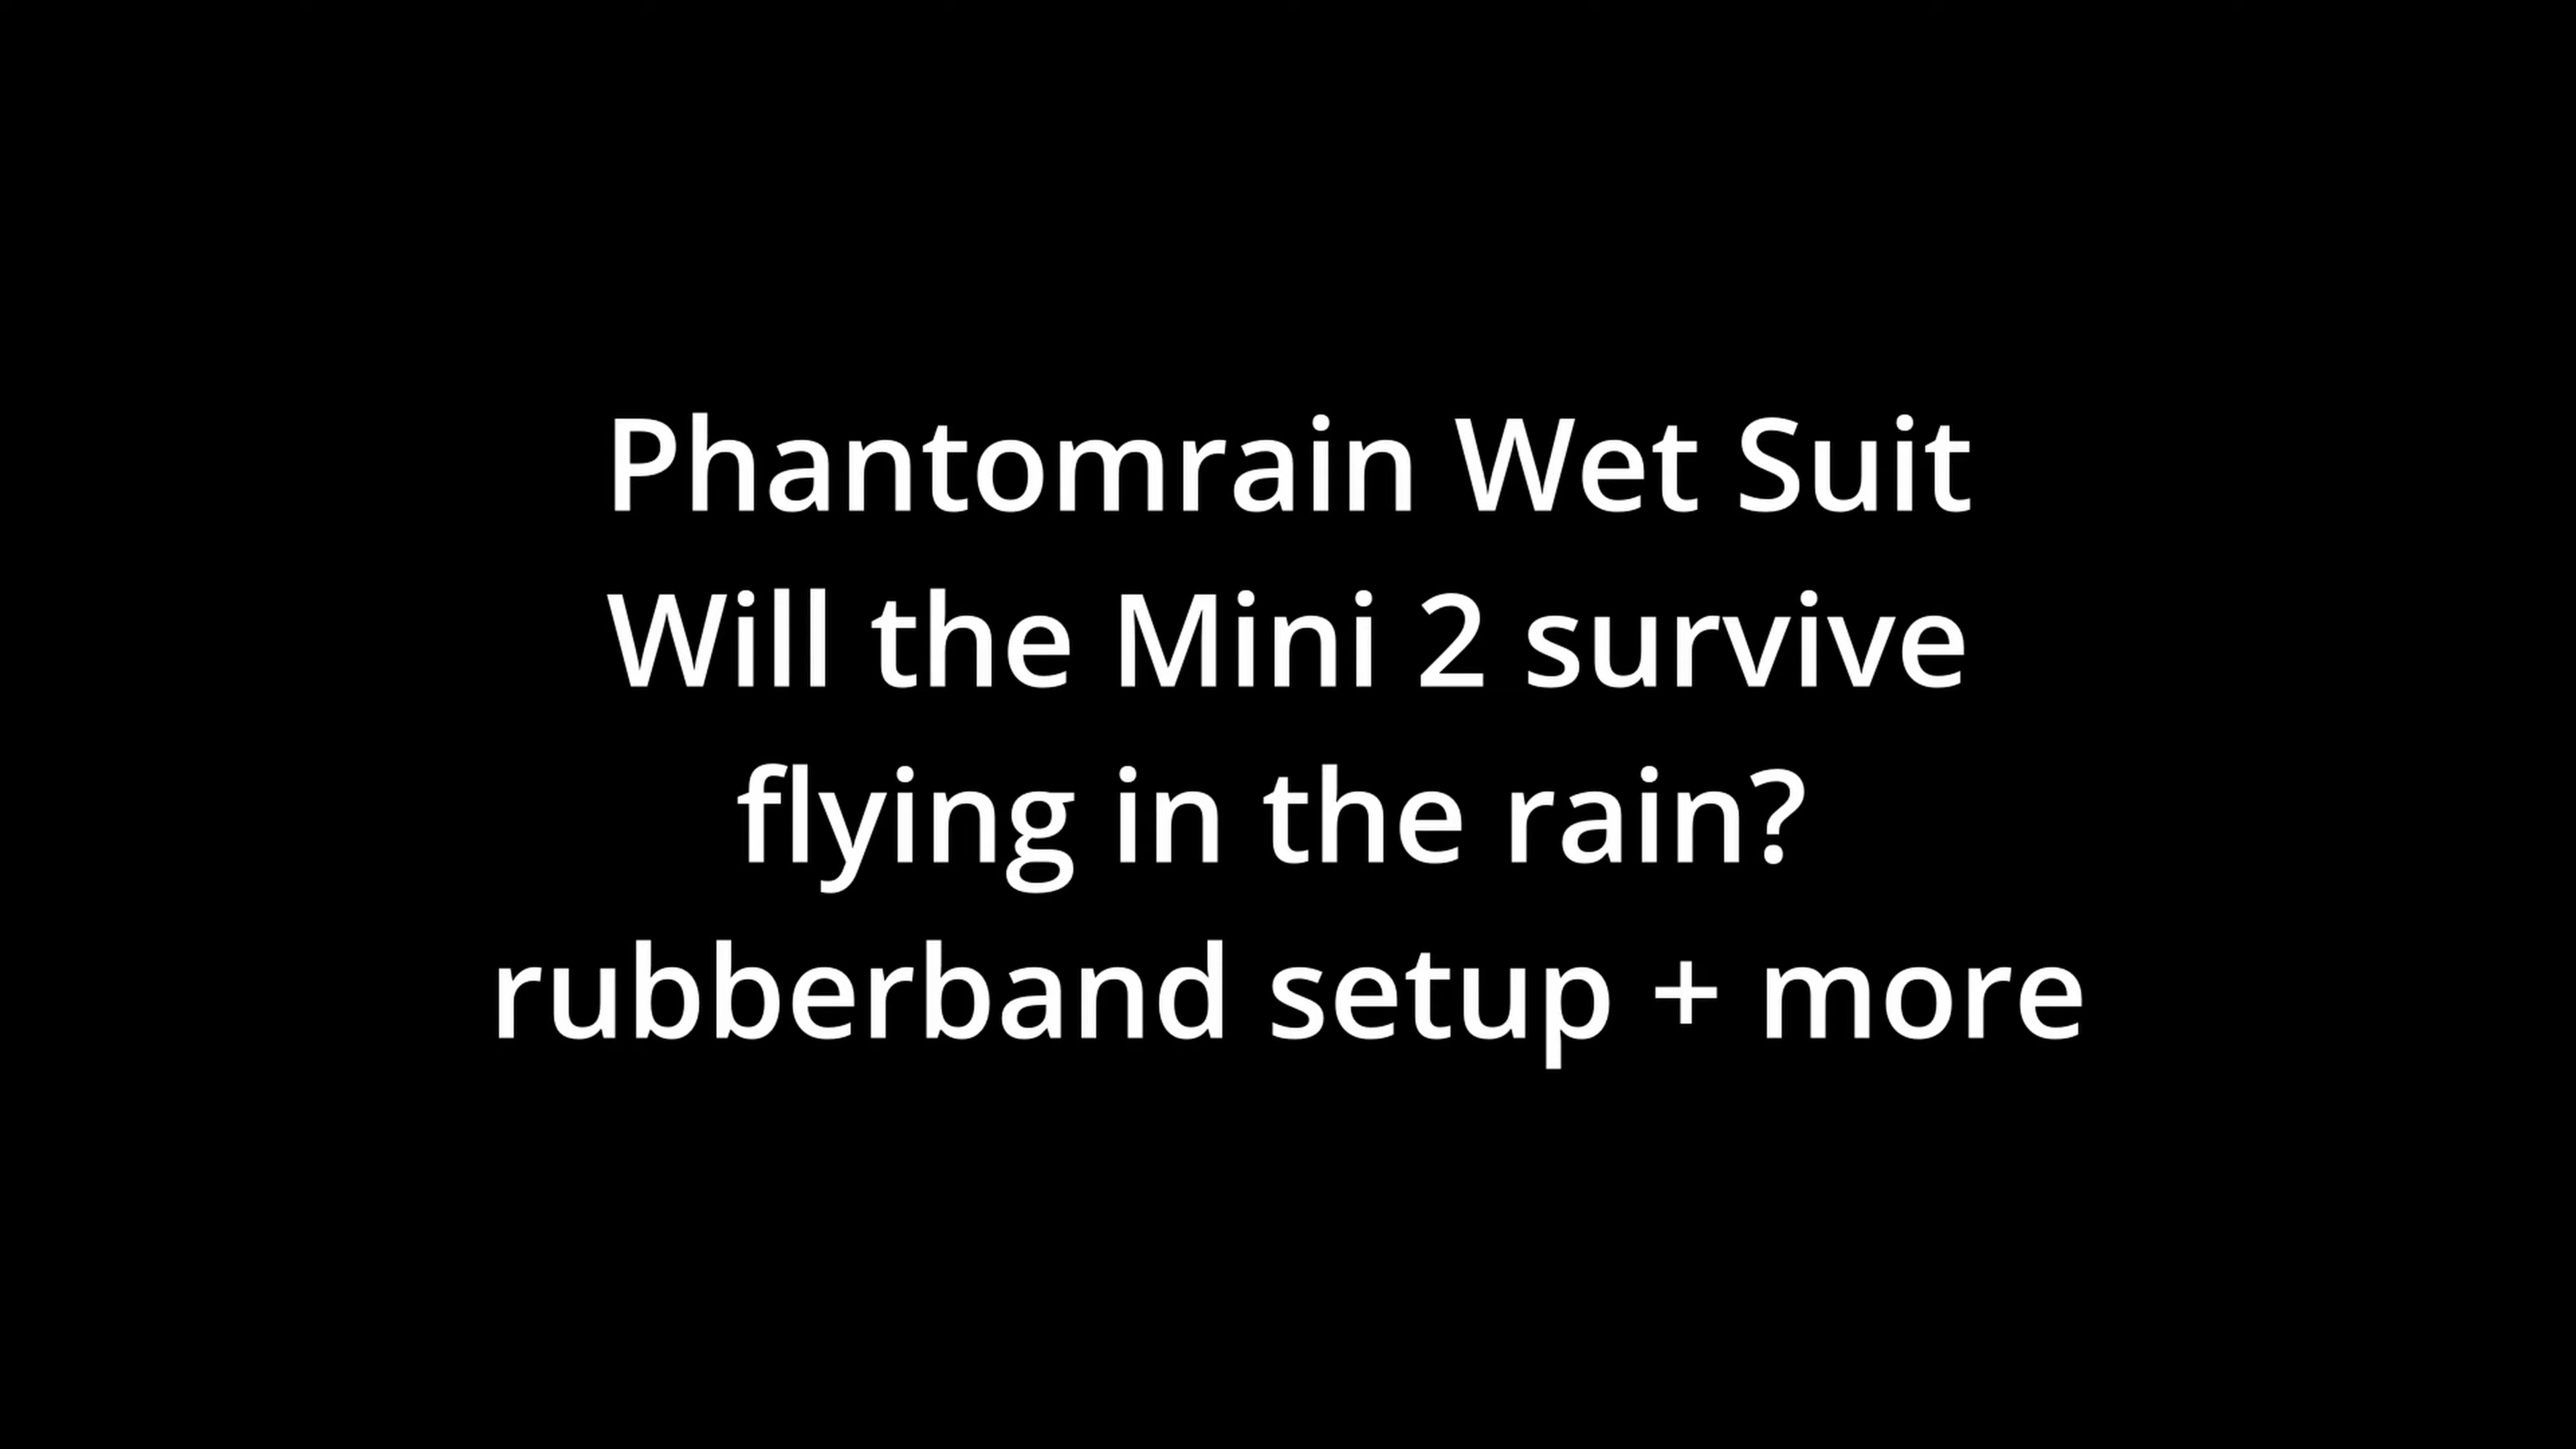 Phantomrain Wet Suit
Will the Mini 2 survive
flying in the rain?
rubberband setup + more